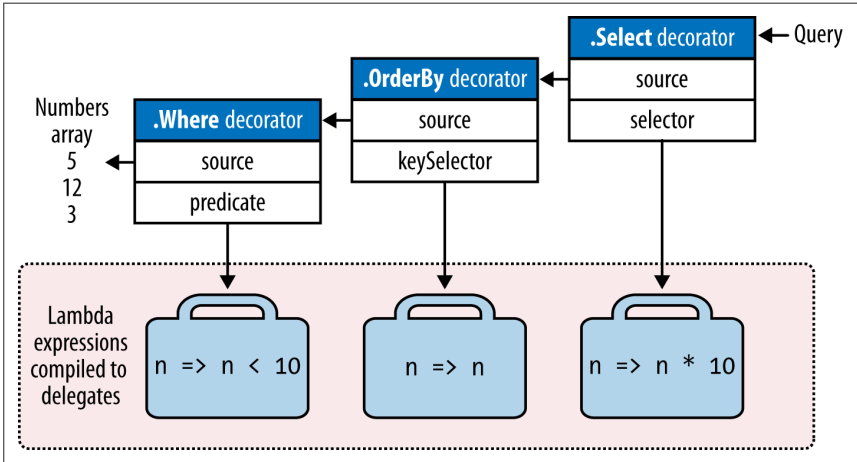 .Select decorator
Query
source
selector
.OrderBy decorator
source
keySelector
.Where decorator
source
predicate
Numbers
array
5
12
3
Lambda
expressions
compiled to
delegates
n => n < 10
n => n
n => n * 10